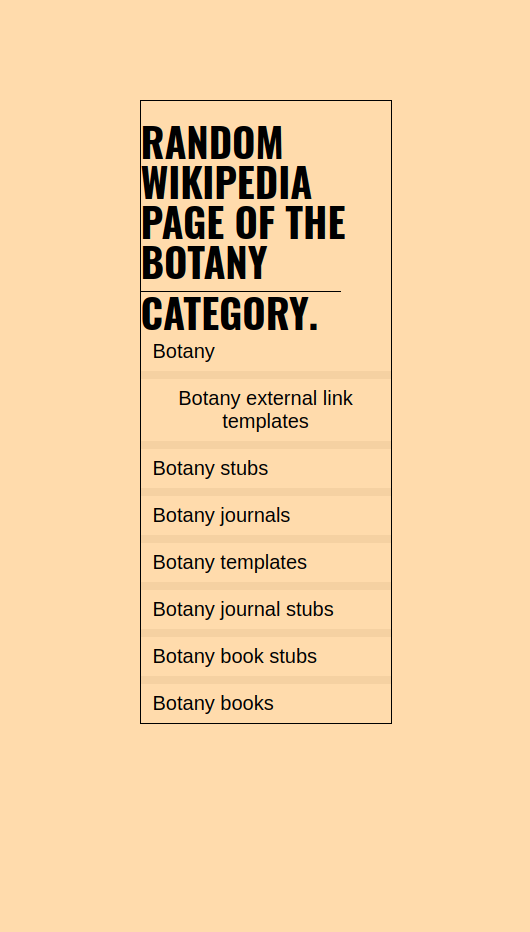 RANDOM
WIKIPEDIA
PAGE OF THE
BOTANY
CATEGORY.
Botany
Botany external link
templates
Botany stubs
Botany journals
Botany templates
Botany journal stubs
Botany book stubs
Botany books